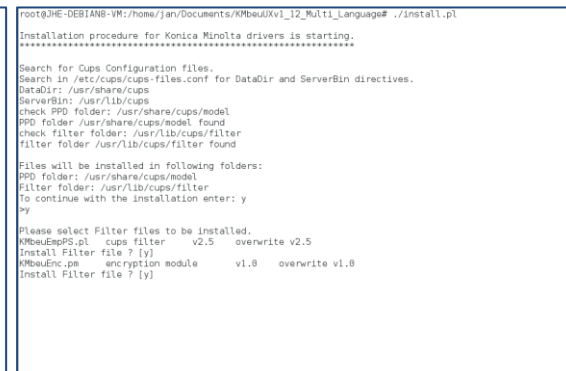 root@JHE-DEBIAN8-VM:/home/jan/Documents/KMbeuUXv1_12_Multi_Language# ./install.pl
Installation procedure for Konica Minolta drivers is starting.
**************************************************************
Search for Cups Configuration files.
Search in /etc/cups/cups-files.conf for DataDir and ServerBin directives.
DataDir: /usr/share/cups
ServerBin: /usr/lib/cups
check PPD folder: /usr/share/cups/model
PPD folder /usr/share/cups/model found
check filter folder: /usr/lib/cups/filter
filter folder /usr/lib/cups/filter found
Files will be installed in following folders:
PPD folder: /usr/share/cups/model
Filter folder: /usr/lib/cups/filter
To continue with the installation enter: y
>y
Please select Filter files to be installed.
KMbeuEmpPS.pl cups filter v2.5 overwrite v2.5
Install Filter file ? [y]
KMbeuEnc.pm encryption module v1.0 overwrite v1.0
Install Filter file ? [y]